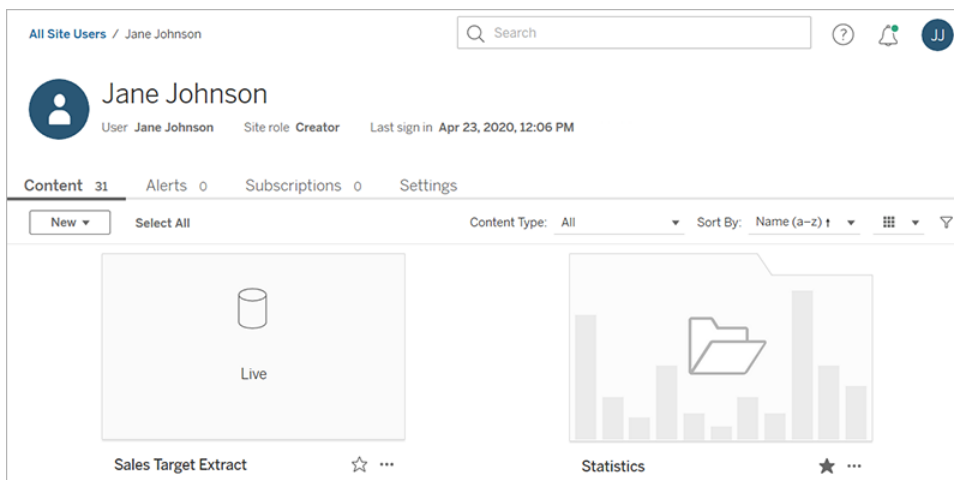 All Site Users / Jane Johnson
Search
?
JJ
Jane Johnson
User Jane Johnson Site role Creator Last sign in Apr 23, 2020, 12:06 PM
Content 31 Alerts 0 Subscriptions 0 Settings
New Select All Content Type: All Sort By: Name (a–z)
Live
Sales Target Extract
Statistics